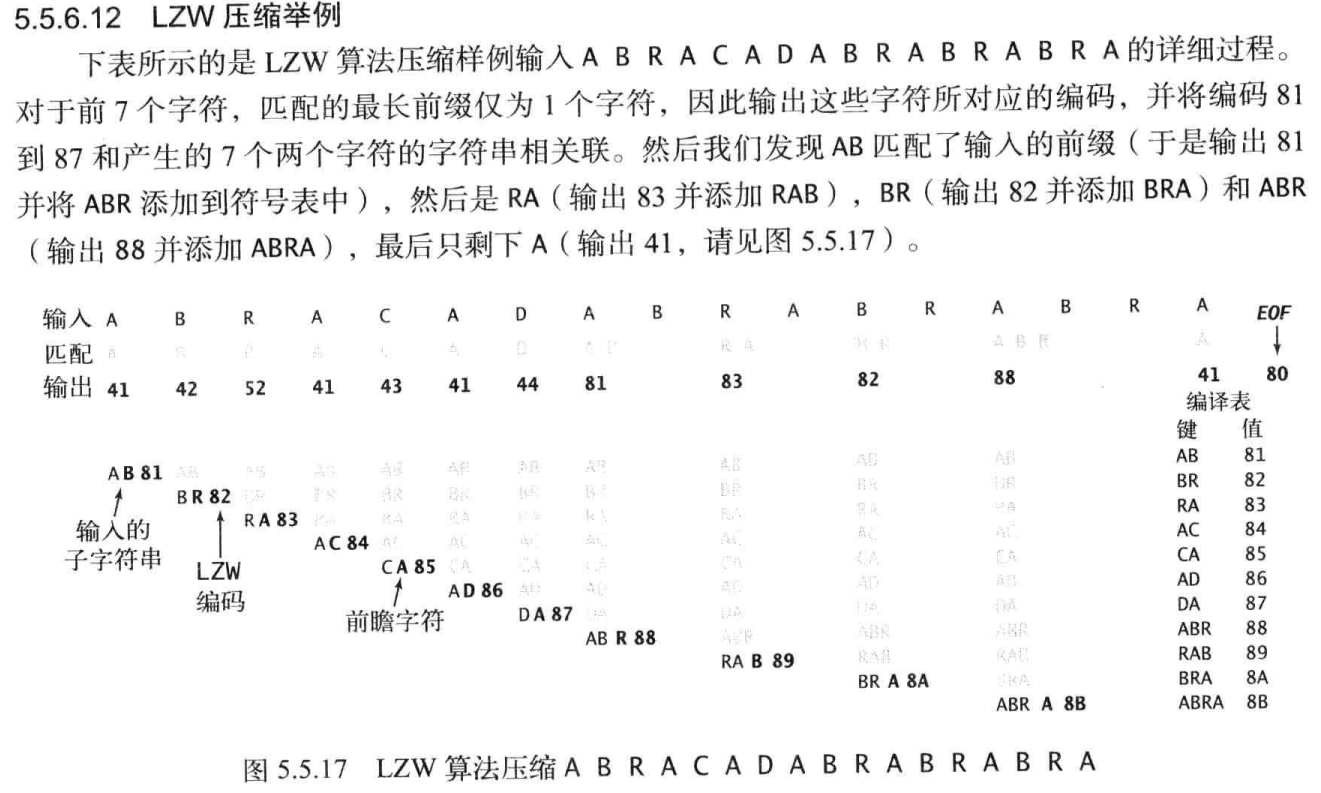 5.5.6.12 LZW 压缩举例
下表所示的是 LZW 算法压缩样例输入 A B R A C A D A B R A B R A B R A 的详细过程。
对于前 7 个字符，匹配的最长前缀仅为 1 个字符，因此输出这些字符所对应的编码，并将编码 81
到 87 和产生的 7 个两个字符的字符串相关联。然后我们发现 AB 匹配了输入的前缀（于是输出 81
并将 ABR 添加到符号表中），然后是 RA（输出 83 并添加 RAB），BR（输出 82 并添加 BRA）和 ABR
（输出 88 并添加 ABRA），最后只剩下 A（输出 41，请见图 5.5.17）。
输入 A B R A C A D A B R A B R A B R A EOF
匹配 A B R A C A D A B R A B R A B R A
输出 41 42 52 41 43 41 44 81 83 82 88 41 80
编译表
键 值
AB 81 AB AB AB AB AB AB AB AB AB AB AB 81
BR 82 BR BR BR BR BR BR BR BR BR BR 82
RA 83 RA RA RA RA RA RA RA RA RA 83
AC 84 AC AC AC AC AC AC AC AC 84
CA 85 CA CA CA CA CA CA CA 85
AD 86 AD AD AD AD AD AD 86
DA 87 DA DA DA DA DA 87
AB R 88 ABR ABR ABR ABR 88
RA B 89 RAB RAB RAB 89
BR A 8A BRA BRA 8A
ABR A 8B ABRA 8B
输入的
子字符串
LZW
编码
前瞻字符
图 5.5.17 LZW 算法压缩 A B R A C A D A B R A B R A B R A